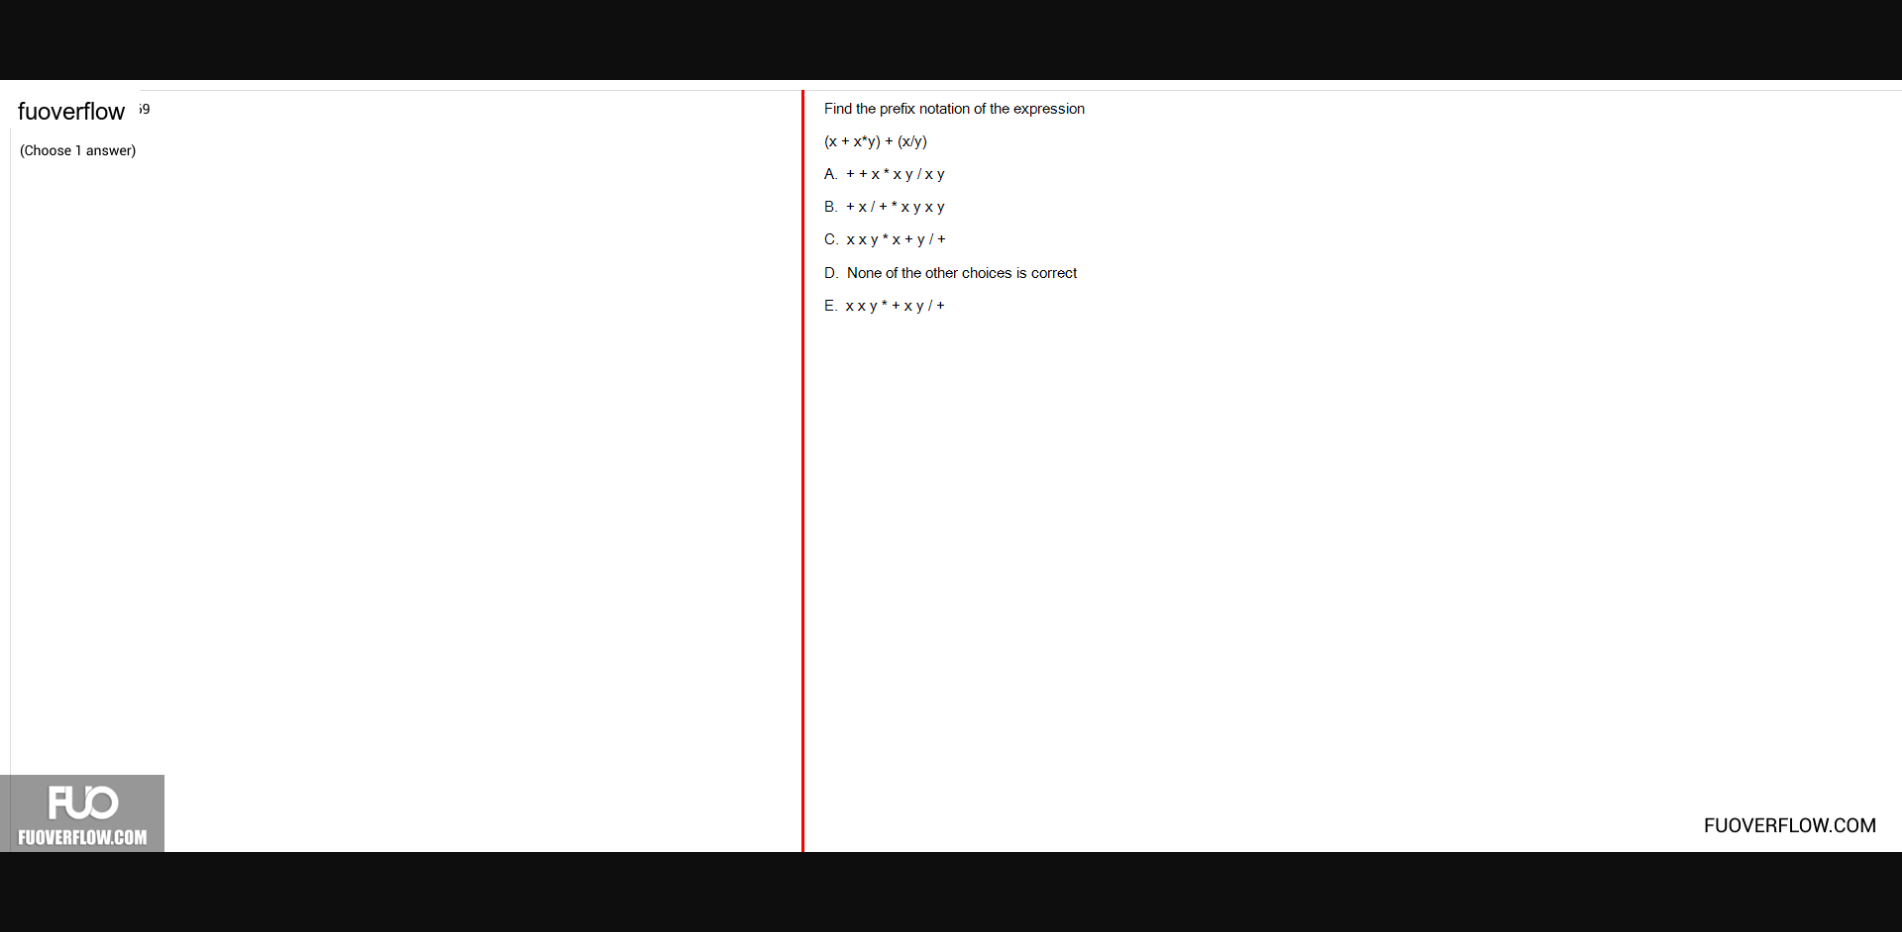 fuoverflow
(Choose 1 answer)
Find the prefix notation of the expression
(x + x*y) + (x/y)
A. + + x * x y / x y
B. + x / + * x y x y
C. x x y * x + y / +
D. None of the other choices is correct
E. x x y * + x y / +
FUO
FUOVERFLOW.COM
FUOVERFLOW.COM